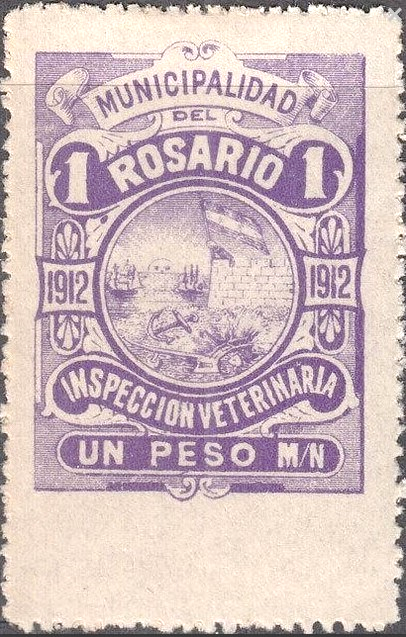 MUNICIPALIDAD
DEL
1 ROSARIO 1
1912 1912
INSPECCION VETERINARIA
UN PESO M/N